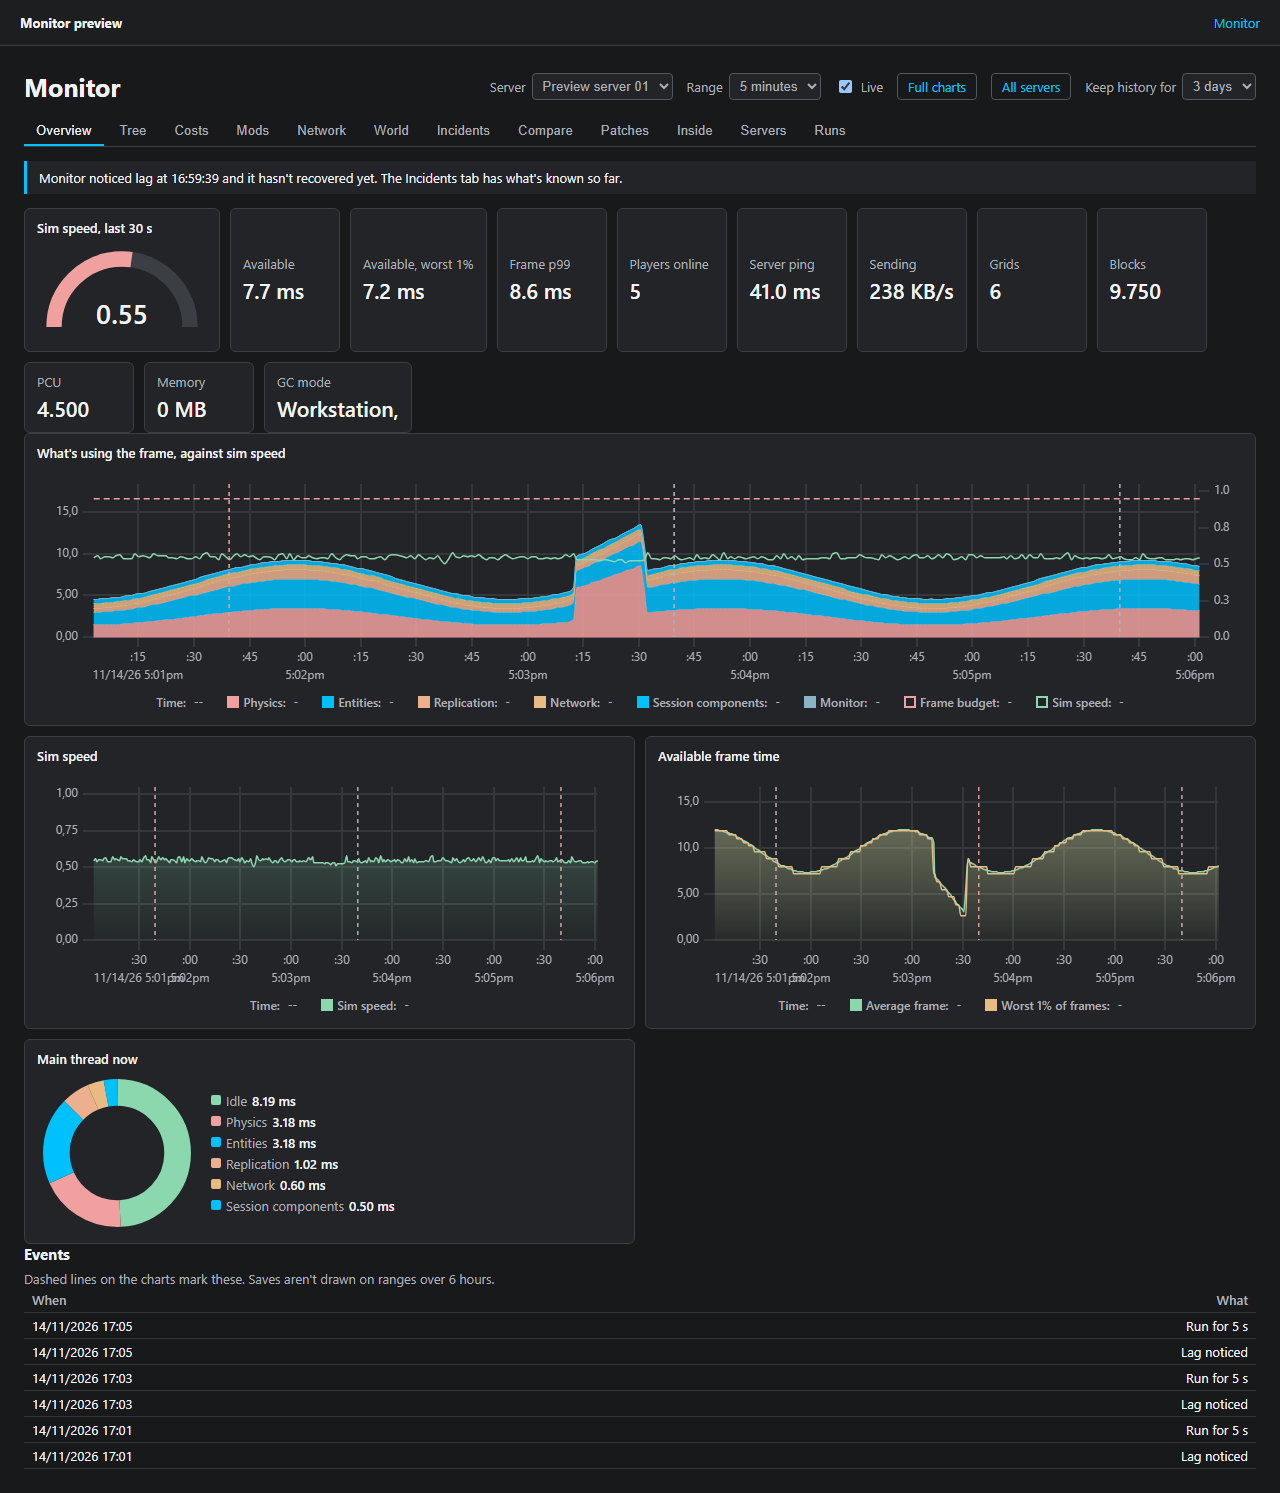 Monitor preview
Monitor
Monitor
Server Preview server 01 Range 5 minutes Live Full charts All servers Keep history for 3 days
Overview Tree Costs Mods Network World Incidents Compare Patches Inside Servers Runs
Monitor noticed lag at 16:59:39 and it hasn't recovered yet. The Incidents tab has what's known so far.
Sim speed, last 30 s
0.55
Available
7.7 ms
Available, worst 1%
7.2 ms
Frame p99
8.6 ms
Players online
5
Server ping
41.0 ms
Sending
238 KB/s
Grids
6
Blocks
9.750
PCU
4.500
Memory
0 MB
GC mode
Workstation,
What's using the frame, against sim speed
15,0
10,0
5,00
0,00
1.0
0.8
0.5
0.3
0.0
:15 :30 :45 :00 :15 :30 :45 :00 :15 :30 :45 :00 :15 :30 :45 :00 :15 :30 :45 :00
11/14/26 5:01pm 5:02pm 5:03pm 5:04pm 5:05pm 5:06pm
Time: -- Physics: - Entities: - Replication: - Network: - Session components: - Monitor: - Frame budget: - Sim speed: -
Sim speed
1,00
0,75
0,50
0,25
0,00
:30 :00 :30 :00 :30 :00 :30 :00 :30 :00
11/14/26 5:01pm 5:02pm 5:03pm 5:04pm 5:05pm 5:06pm
Time: -- Sim speed: -
Available frame time
15,0
10,0
5,00
0,00
:30 :00 :30 :00 :30 :00 :30 :00 :30 :00
11/14/26 5:01pm 5:02pm 5:03pm 5:04pm 5:05pm 5:06pm
Time: -- Average frame: - Worst 1% of frames: -
Main thread now
Idle 8.19 ms
Physics 3.18 ms
Entities 3.18 ms
Replication 1.02 ms
Network 0.60 ms
Session components 0.50 ms
Events
Dashed lines on the charts mark these. Saves aren't drawn on ranges over 6 hours.
When What
14/11/2026 17:05 Run for 5 s
14/11/2026 17:05 Lag noticed
14/11/2026 17:03 Run for 5 s
14/11/2026 17:03 Lag noticed
14/11/2026 17:01 Run for 5 s
14/11/2026 17:01 Lag noticed